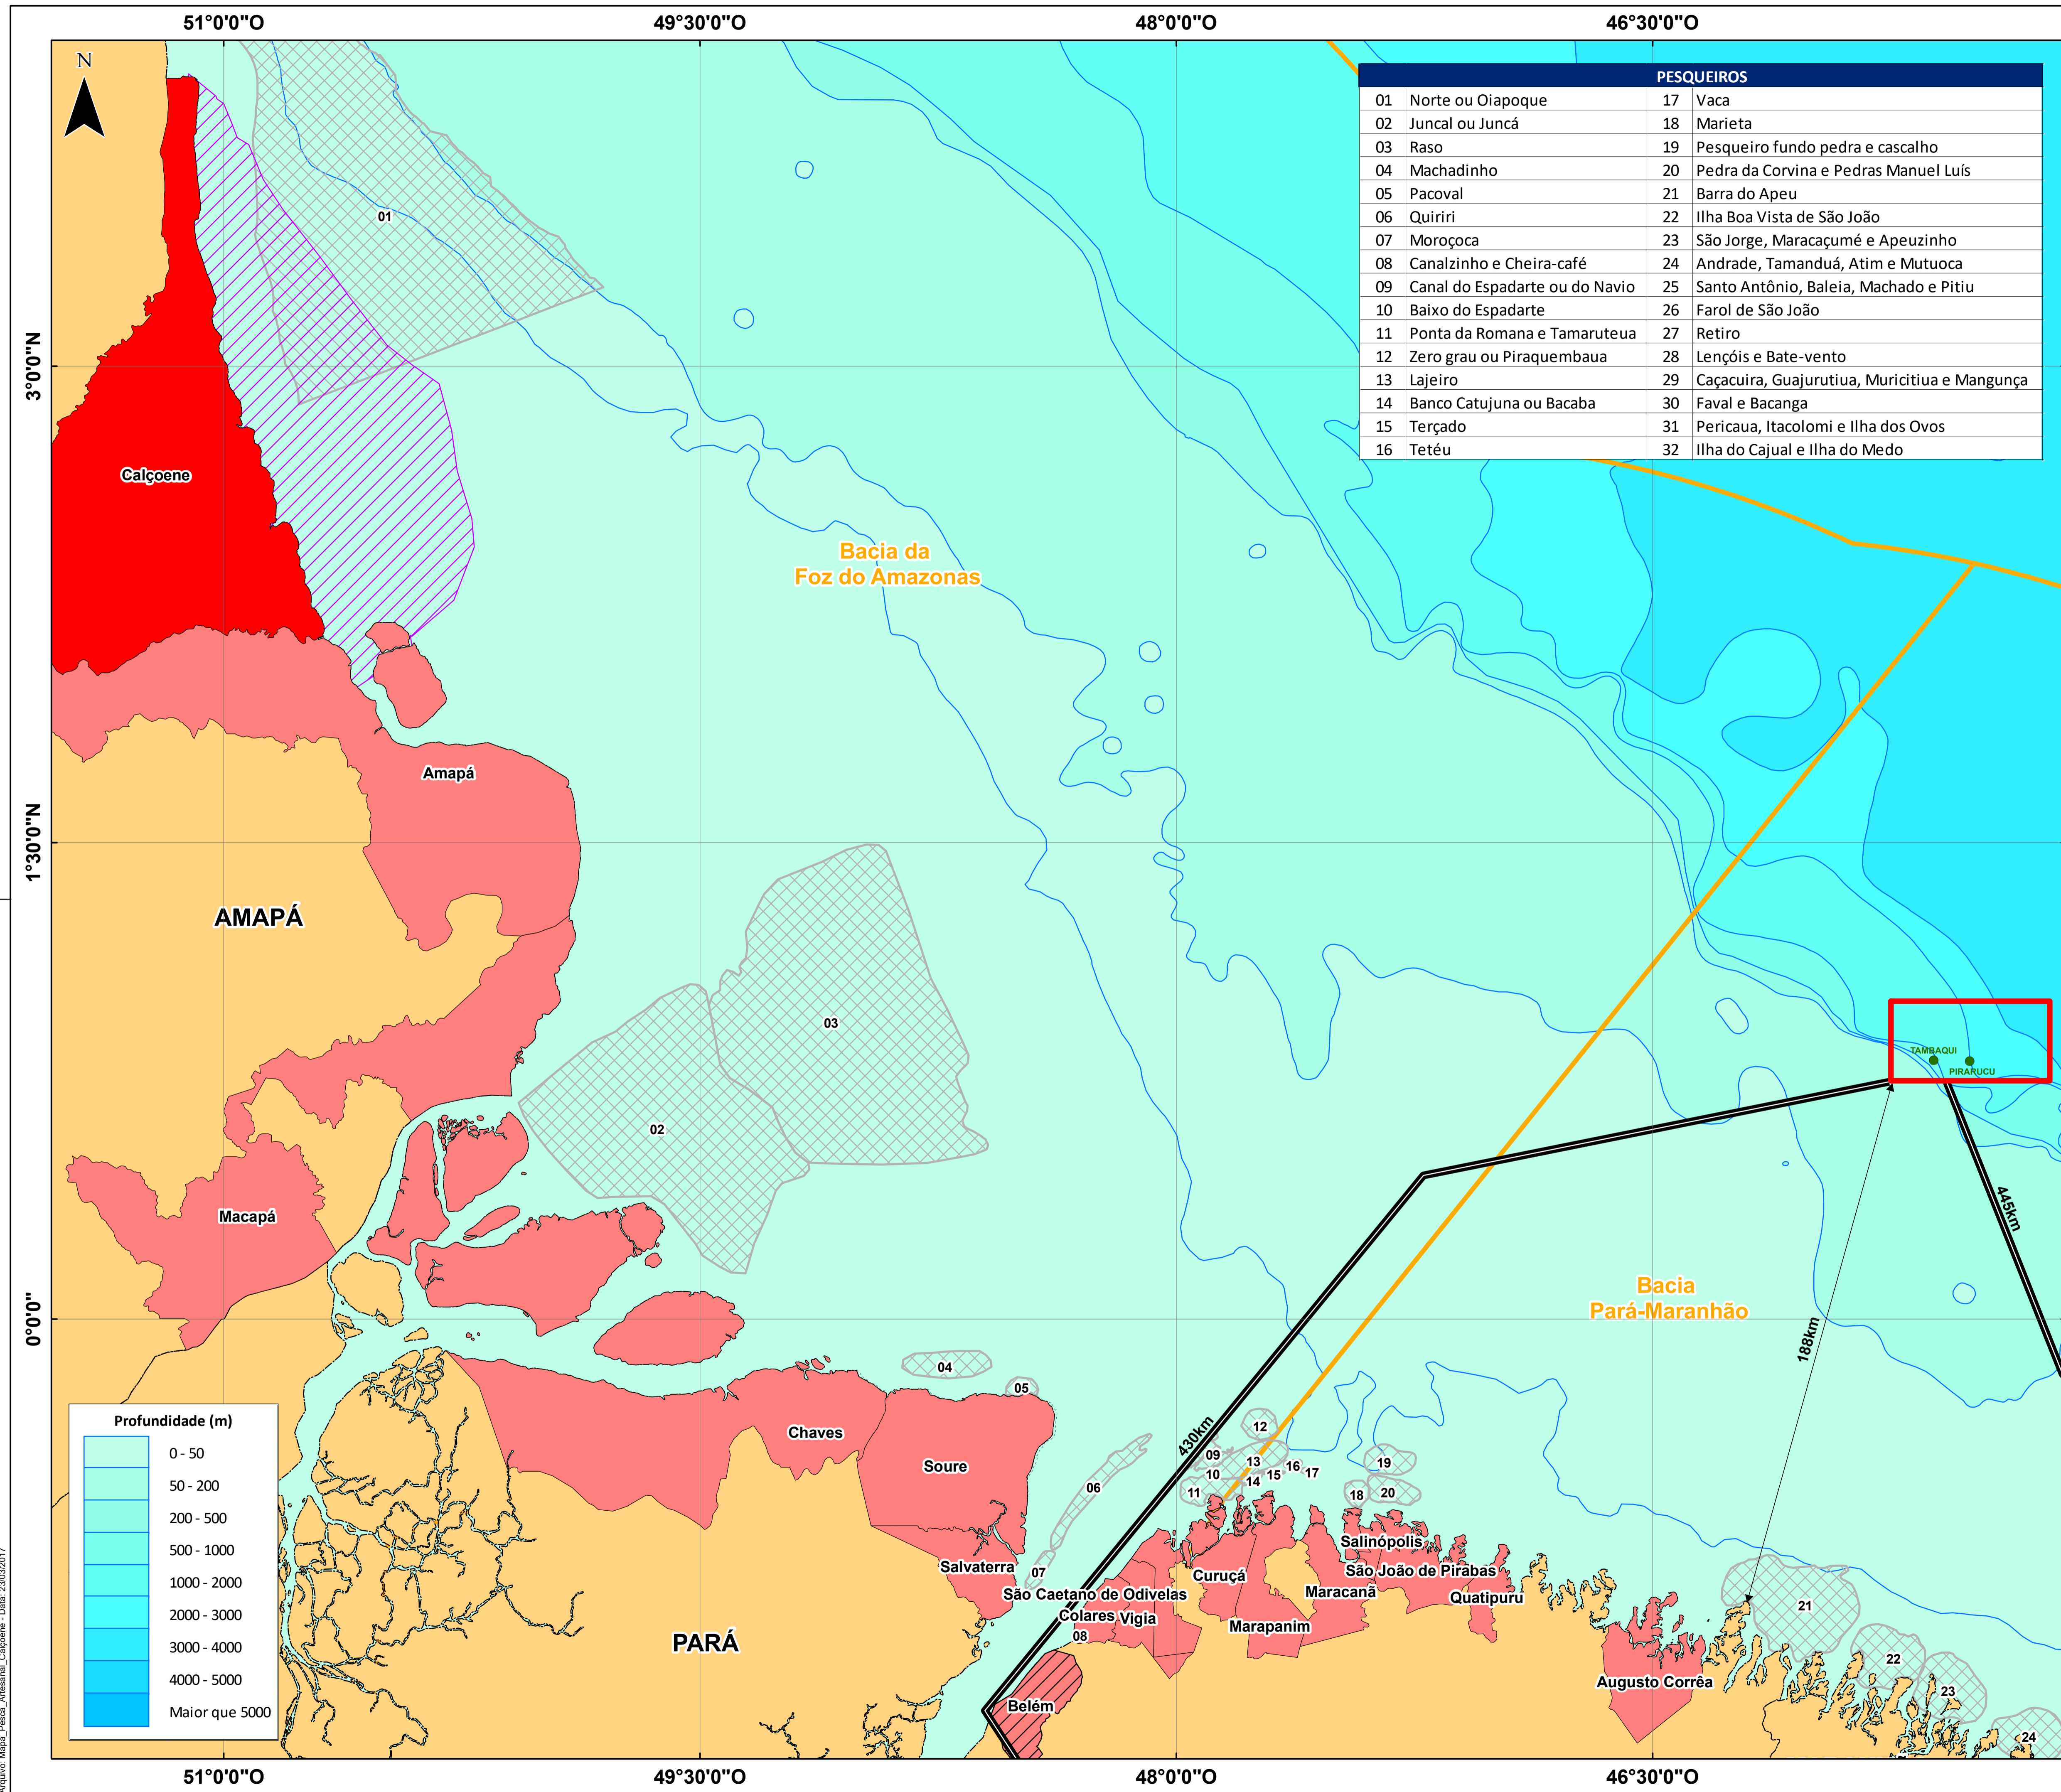 51°0'0"O 49°30'0"O 48°0'0"O 46°30'0"O
N
PESQUEIROS
01 Norte ou Oiapoque 17 Vaca
02 Juncal ou Juncá 18 Marieta
03 Raso 19 Pesqueiro fundo pedra e cascalho
04 Machadinho 20 Pedra da Corvina e Pedras Manuel Luís
05 Pacoval 21 Barra do Apeu
06 Quiriri 22 Ilha Boa Vista de São João
07 Moroçoca 23 São Jorge, Maracaçumé e Apeuzinho
08 Canalzinho e Cheira-café 24 Andrade, Tamanduá, Atim e Mutuoca
09 Canal do Espadarte ou do Navio 25 Santo Antônio, Baleia, Machado e Pitiu
10 Baixo do Espadarte 26 Farol de São João
11 Ponta da Romana e Tamaruteua 27 Retiro
12 Zero grau ou Piraquembaua 28 Lençóis e Bate-vento
13 Lajeiro 29 Caçacuira, Guajurutiua, Muricitiua e Mangunça
14 Banco Catujuna ou Bacaba 30 Faval e Bacanga
15 Terçado 31 Pericaua, Itacolomi e Ilha dos Ovos
16 Tetéu 32 Ilha do Cajual e Ilha do Medo
01
3°0'0"N
Calçoene
Bacia da
Foz do Amazonas
Amapá
1°30'0"N
AMAPÁ
03
TAMBAQUI
PIRARUCU
02
Macapá
445km
Bacia
Pará-Maranhão
0°0'0"
188km
04
05
Chaves
Soure
430km
12
09
13
10
14
15
16
17
11
19
18
20
06
07
Salvaterra
Salinópolis
São João de Pirabas
Curuçá
Maracanã
Quatipuru
São Caetano de Odivelas
Colares
Vigia
08
Marapanim
21
22
23
24
Augusto Corrêa
PARÁ
Belém
Profundidade (m)
0 - 50
50 - 200
200 - 500
500 - 1000
1000 - 2000
2000 - 3000
3000 - 4000
4000 - 5000
Maior que 5000
Arquivo: Mapa_Pesca_Artesanal_Calçoene - Data: 23/03/2017
51°0'0"O 49°30'0"O 48°0'0"O 46°30'0"O